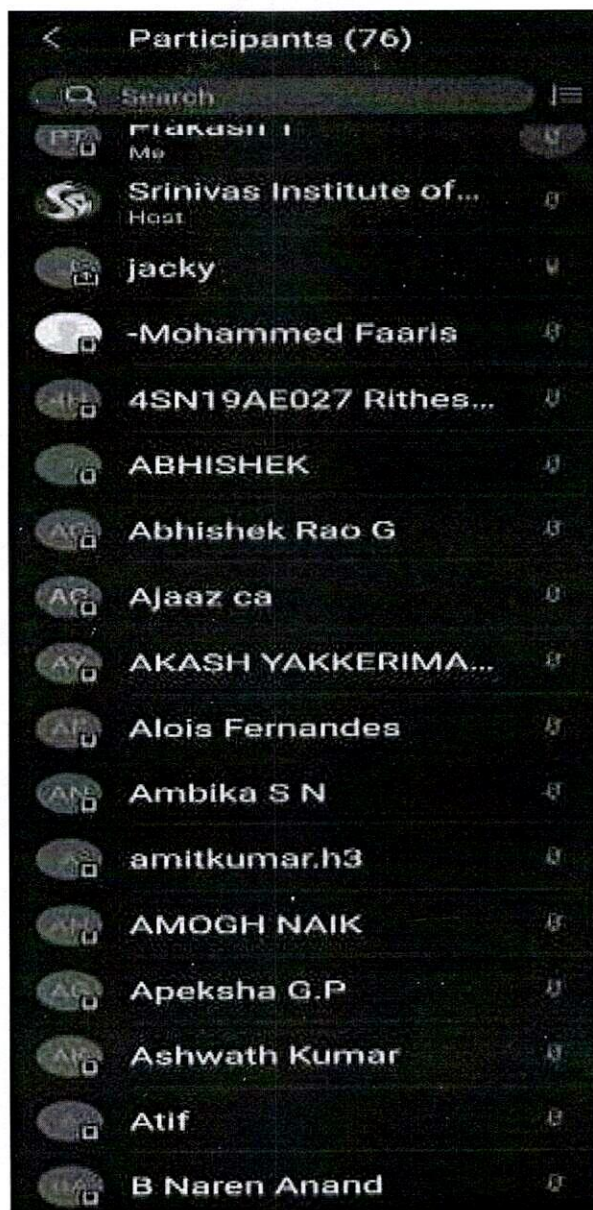 Participants (76)
Search
Prakash T
Me
Srinivas Institute of...
Host
jacky
-Mohammed Faaris
4SN19AE027 Rithes...
ABHISHEK
Abhishek Rao G
Ajaaz ca
AKASH YAKKERIMA...
Alois Fernandes
Ambika S N
amitkumar.h3
AMOGH NAIK
Apeksha G.P
Ashwath Kumar
Atif
B Naren Anand